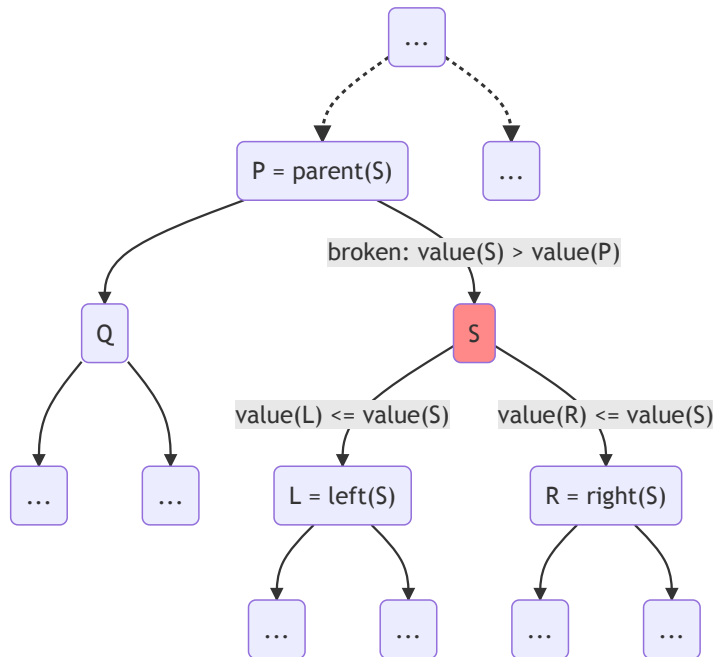 ...
P = parent(S)
...
broken: value(S) > value(P)
Q
S
value(L) <= value(S)
value(R) <= value(S)
...
...
L = left(S)
R = right(S)
...
...
...
...